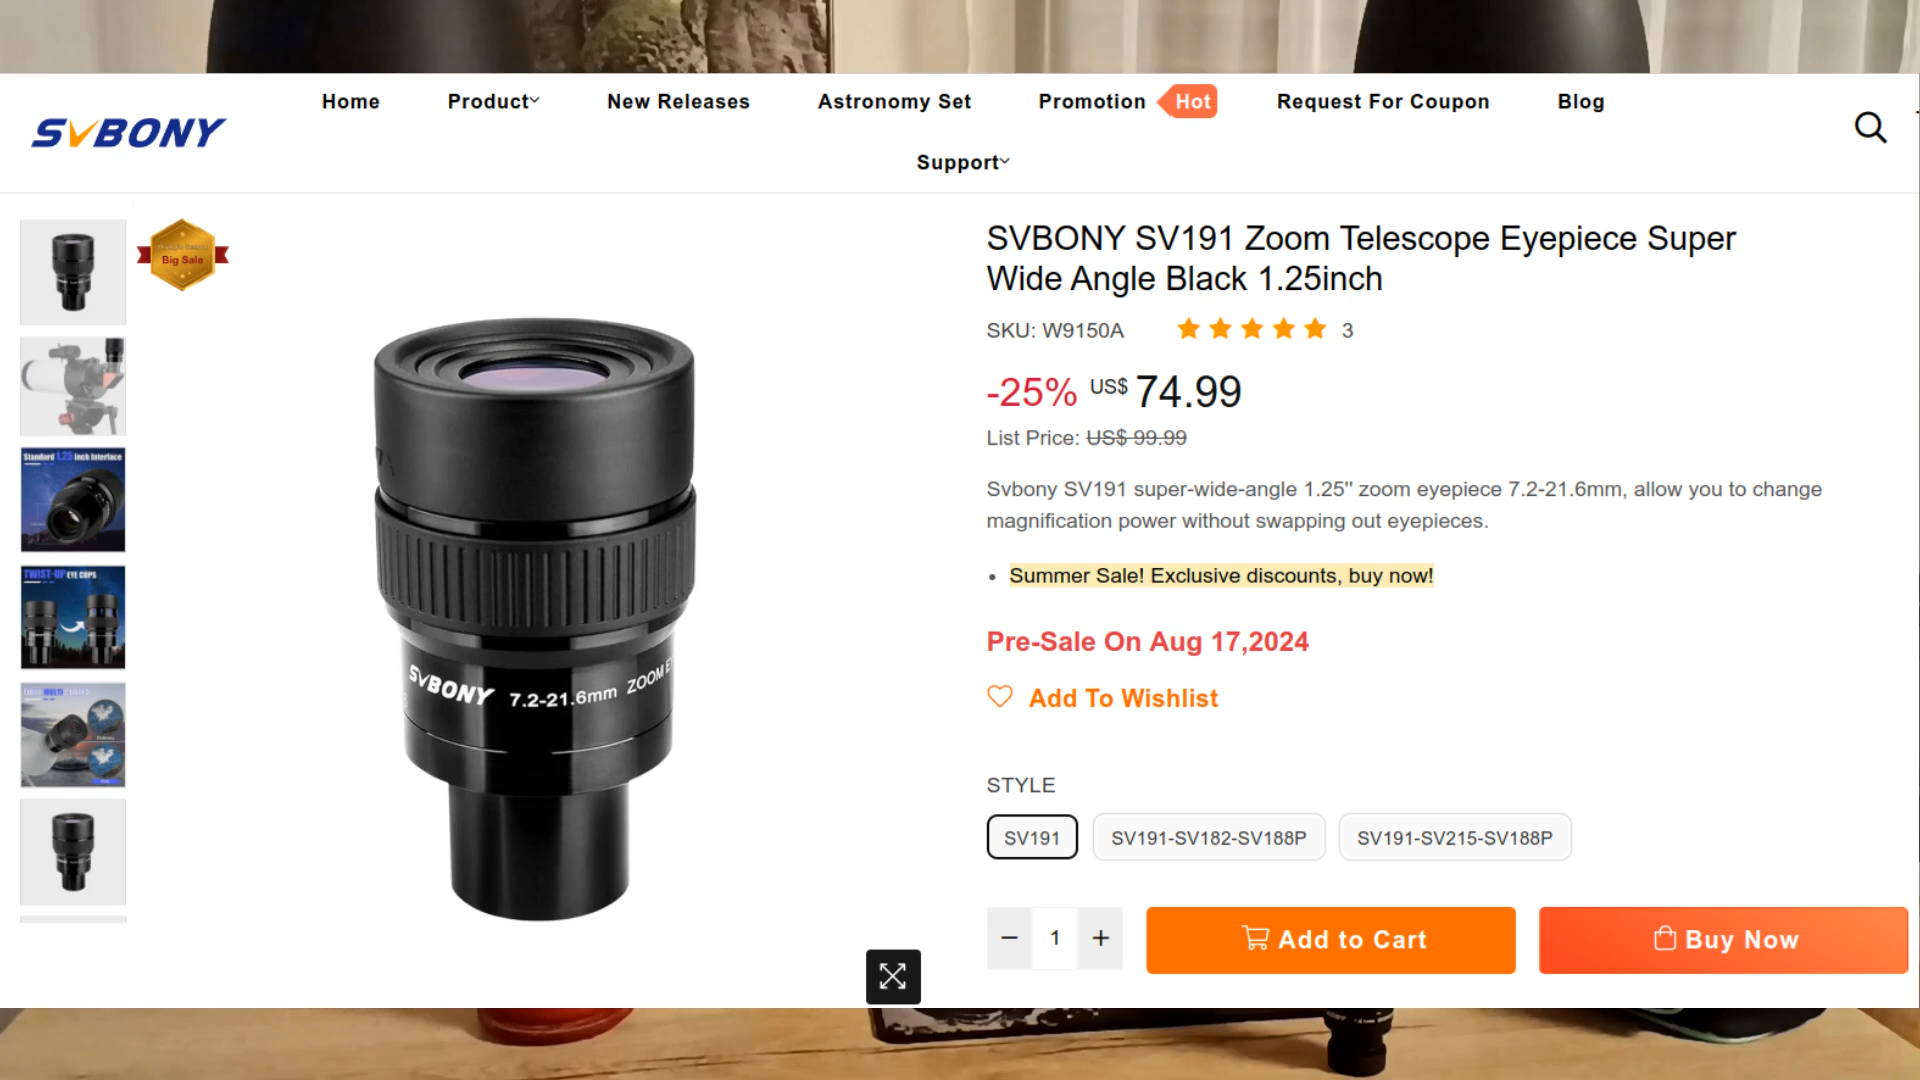 Home
Product
New Releases
Astronomy Set
Promotion
Hot
Request For Coupon
Blog
SVBONY
Support
Big Sale
SVBONY SV191 Zoom Telescope Eyepiece Super
Wide Angle Black 1.25inch
SKU: W9150A
3
-25% US$ 74.99
List Price: US$ 99.99
Svbony SV191 super-wide-angle 1.25'' zoom eyepiece 7.2-21.6mm, allow you to change
magnification power without swapping out eyepieces.
• Summer Sale! Exclusive discounts, buy now!
Pre-Sale On Aug 17,2024
Add To Wishlist
STYLE
SV191
SV191-SV182-SV188P
SV191-SV215-SV188P
− 1 +
Add to Cart
Buy Now
Standard 1.25 Inch Interface
TWIST-UP EYE CUPS
FULLY MULTI-COATED
SVBONY 7.2-21.6mm ZOOM E